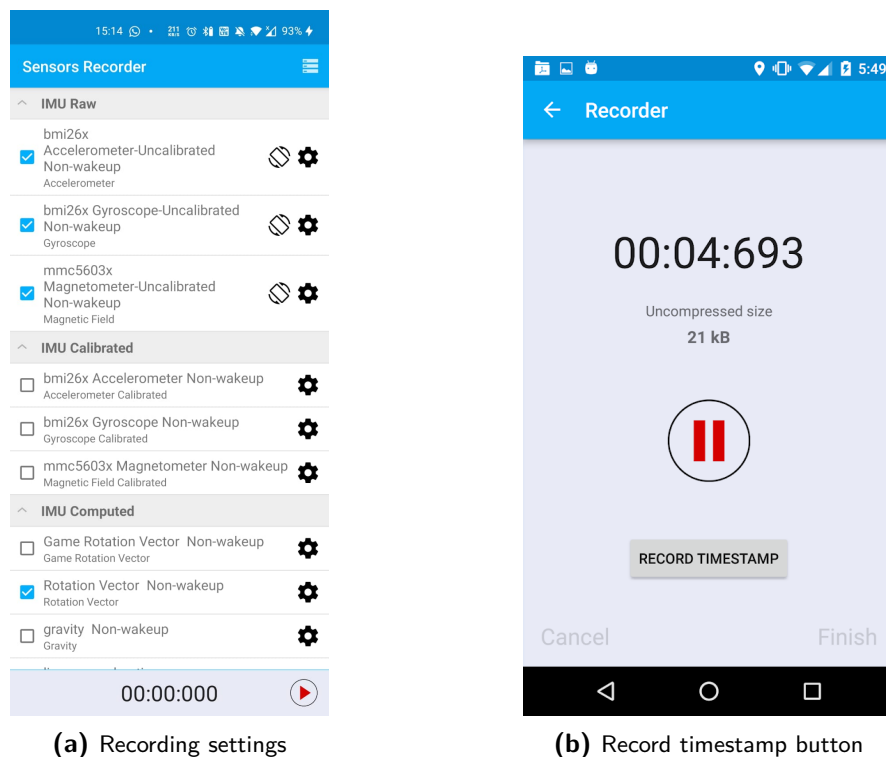 15:14 • 211 KB/S 93%
Sensors Recorder
IMU Raw
bmi26x
Accelerometer-Uncalibrated
Non-wakeup
Accelerometer
bmi26x Gyroscope-Uncalibrated
Non-wakeup
Gyroscope
mmc5603x
Magnetometer-Uncalibrated
Non-wakeup
Magnetic Field
IMU Calibrated
bmi26x Accelerometer Non-wakeup
Accelerometer Calibrated
bmi26x Gyroscope Non-wakeup
Gyroscope Calibrated
mmc5603x Magnetometer Non-wakeup
Magnetic Field Calibrated
IMU Computed
Game Rotation Vector Non-wakeup
Game Rotation Vector
Rotation Vector Non-wakeup
Rotation Vector
gravity Non-wakeup
Gravity
00:00:000
(a) Recording settings
5:49
Recorder
00:04:693
Uncompressed size
21 kB
RECORD TIMESTAMP
Cancel Finish
(b) Record timestamp button